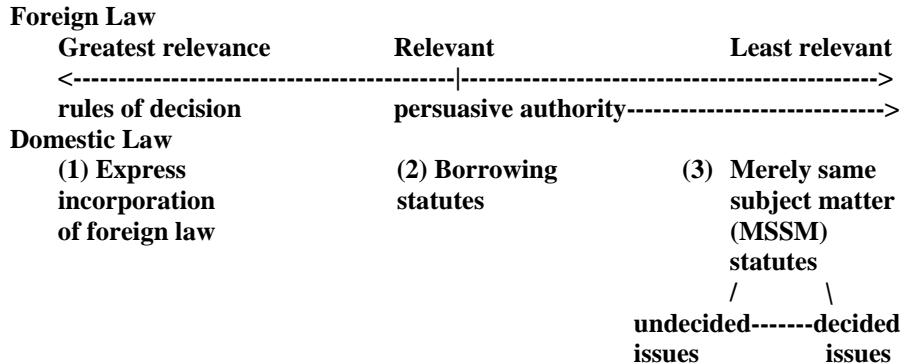 Foreign Law
Greatest relevance Relevant Least relevant
<-----------------------------------------|--------------------------------------------->
rules of decision persuasive authority---------------------------->
Domestic Law
(1) Express (2) Borrowing (3) Merely same
incorporation statutes subject matter
of foreign law (MSSM)
statutes
/ \
undecided-------decided
issues issues